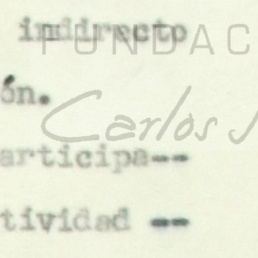 indirecto
FUNDAC
ón.
Carlos J
articipa--
tividad --